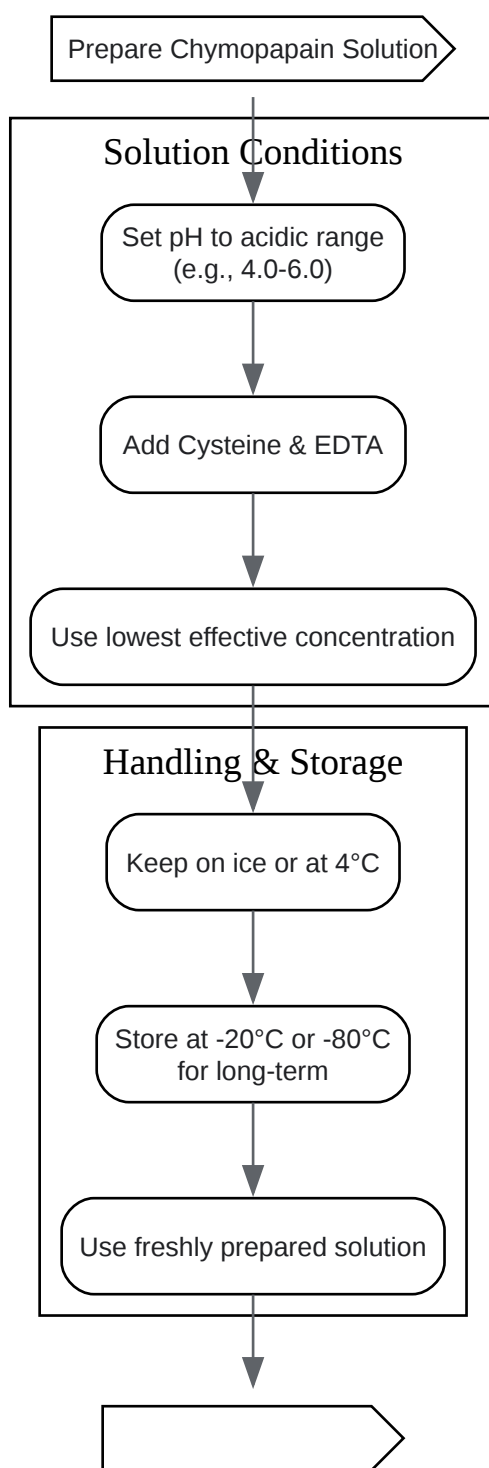 Prepare Chymopapain Solution
Solution Conditions
Set pH to acidic range
(e.g., 4.0-6.0)
Add Cysteine & EDTA
Use lowest effective concentration
Handling & Storage
Keep on ice or at 4°C
Store at -20°C or -80°C
for long-term
Use freshly prepared solution